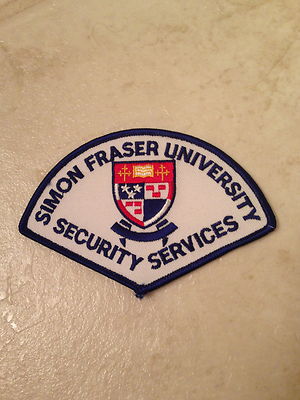 SIMON FRASER UNIVERSITY
SECURITY SERVICES